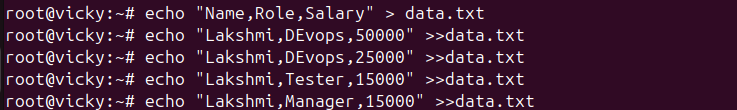 root@vicky:~# echo "Name,Role,Salary" > data.txt
root@vicky:~# echo "Lakshmi,DEvops,50000" >>data.txt
root@vicky:~# echo "Lakshmi,DEvops,25000" >>data.txt
root@vicky:~# echo "Lakshmi,Tester,15000" >>data.txt
root@vicky:~# echo "Lakshmi,Manager,15000" >>data.txt